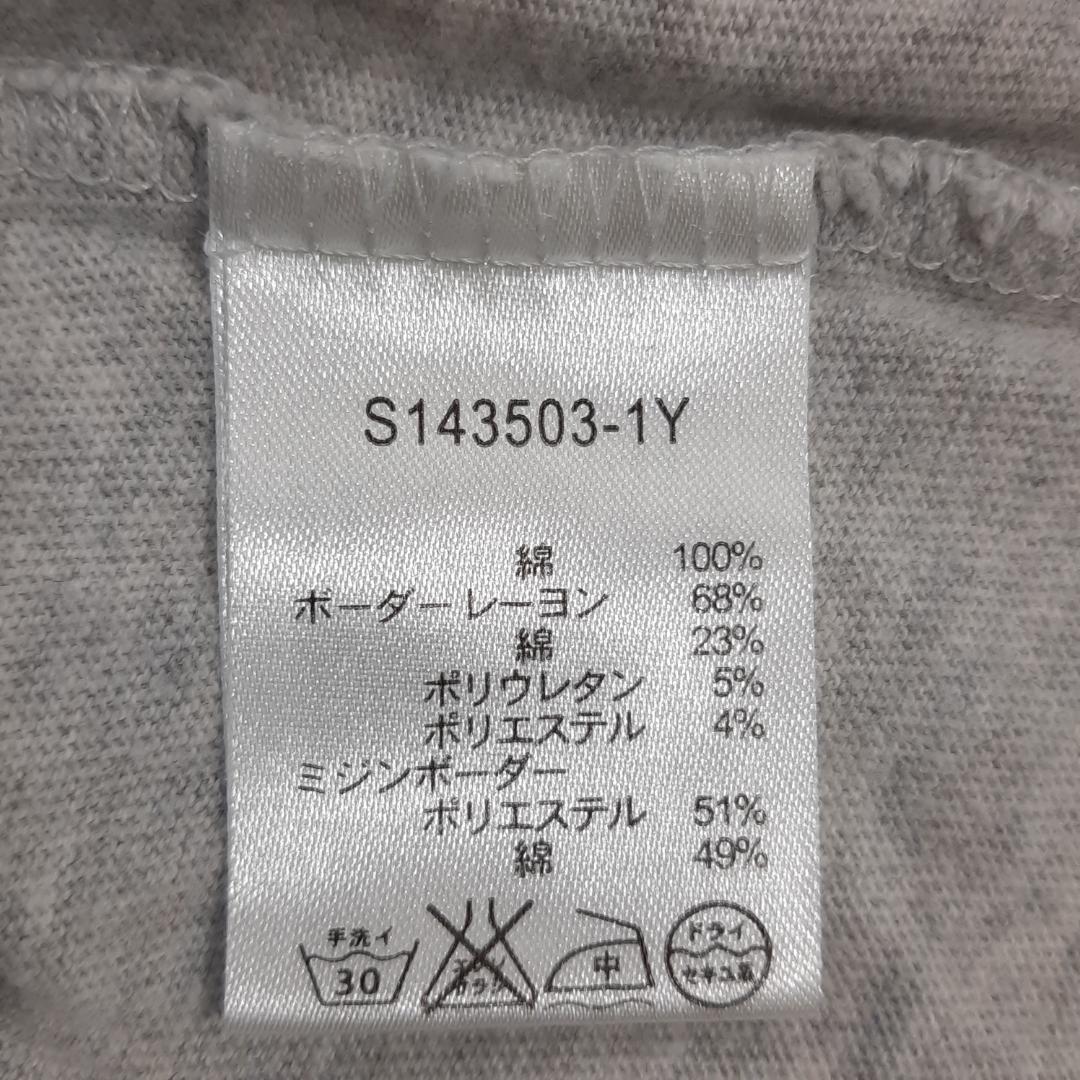 S143503-1Y
綿 100%
ボーダー レーヨン 68%
綿 23%
ポリウレタン 5%
ポリエステル 4%
ミジンボーダー
ポリエステル 51%
綿 49%
手洗イ
30
中
ドライ
セキユ系